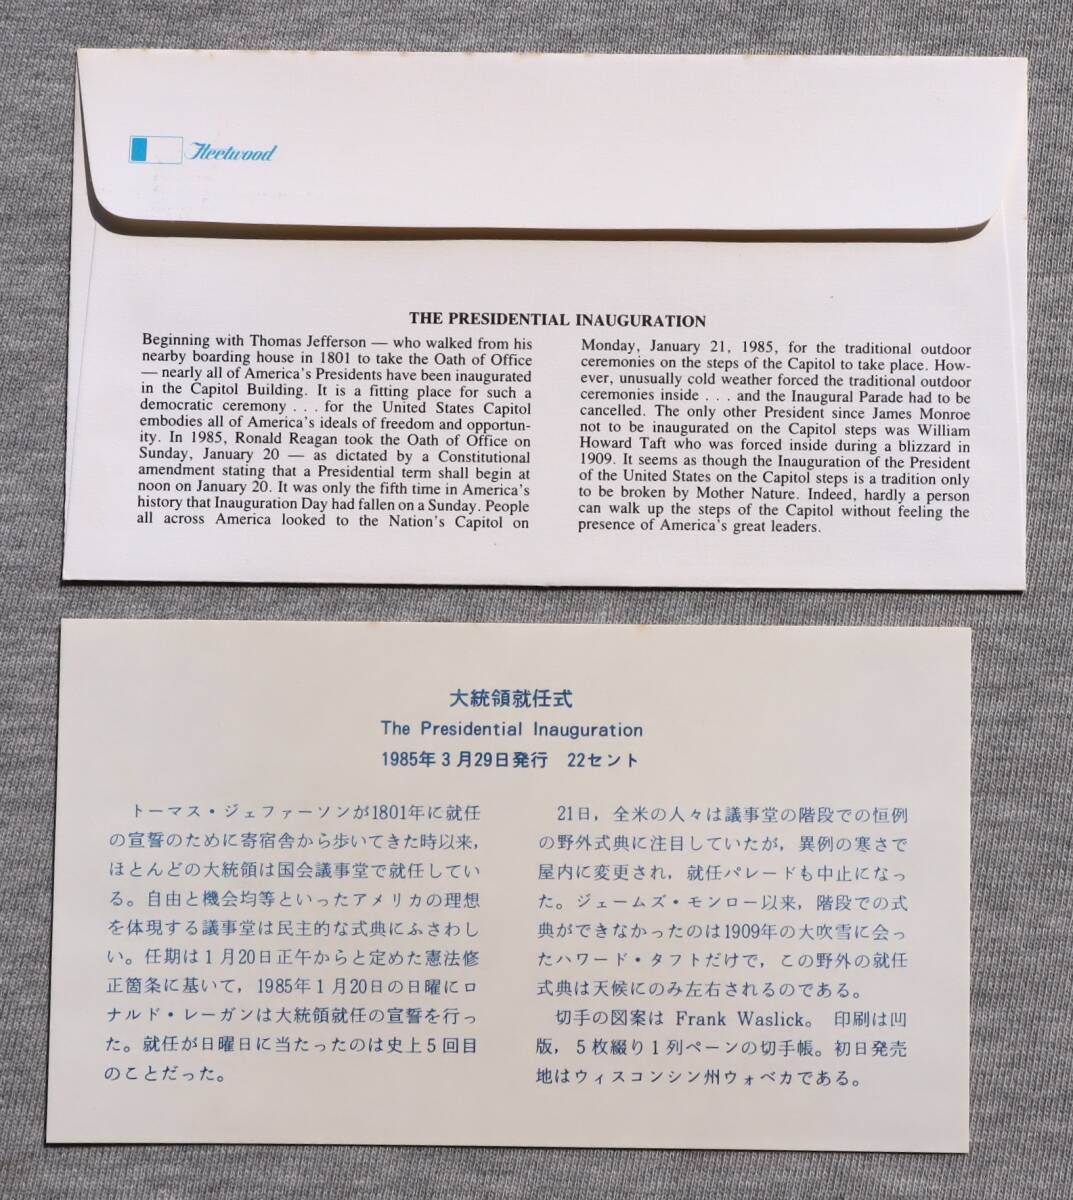 Fleetwood
THE PRESIDENTIAL INAUGURATION
Beginning with Thomas Jefferson — who walked from his
nearby boarding house in 1801 to take the Oath of Office
— nearly all of America's Presidents have been inaugurated
in the Capitol Building. It is a fitting place for such a
democratic ceremony . . . for the United States Capitol
embodies all of America's ideals of freedom and opportun-
ity. In 1985, Ronald Reagan took the Oath of Office on
Sunday, January 20 — as dictated by a Constitutional
amendment stating that a Presidential term shall begin at
noon on January 20. It was only the fifth time in America's
history that Inauguration Day had fallen on a Sunday. People
all across America looked to the Nation's Capitol on
Monday, January 21, 1985, for the traditional outdoor
ceremonies on the steps of the Capitol to take place. How-
ever, unusually cold weather forced the traditional outdoor
ceremonies inside . . . and the Inaugural Parade had to be
cancelled. The only other President since James Monroe
not to be inaugurated on the Capitol steps was William
Howard Taft who was forced inside during a blizzard in
1909. It seems as though the Inauguration of the President
of the United States on the Capitol steps is a tradition only
to be broken by Mother Nature. Indeed, hardly a person
can walk up the steps of the Capitol without feeling the
presence of America's great leaders.
大統領就任式
The Presidential Inauguration
1985年3月29日発行 22セント
トーマス・ジェファーソンが1801年に就任
の宣誓のために寄宿舎から歩いてきた時以来,
ほとんどの大統領は国会議事堂で就任してい
る。自由と機会均等といったアメリカの理想
を体現する議事堂は民主的な式典にふさわし
い。任期は1月20日正午からと定めた憲法修
正箇条に基いて, 1985年1月20日の日曜にロ
ナルド・レーガンは大統領就任の宣誓を行っ
た。就任が日曜日に当たったのは史上5回目
のことだった。
21日, 全米の人々は議事堂の階段での恒例
の野外式典に注目していたが, 異例の寒さで
屋内に変更され, 就任パレードも中止になっ
た。ジェームズ・モンロー以来, 階段での式
典ができなかったのは1909年の大吹雪に会っ
たハワード・タフトだけで, この野外の就任
式典は天候にのみ左右されるのである。
切手の図案は Frank Waslick。 印刷は凹
版, 5枚綴り1列ペーンの切手帳。初日発売
地はウィスコンシン州ウォベカである。